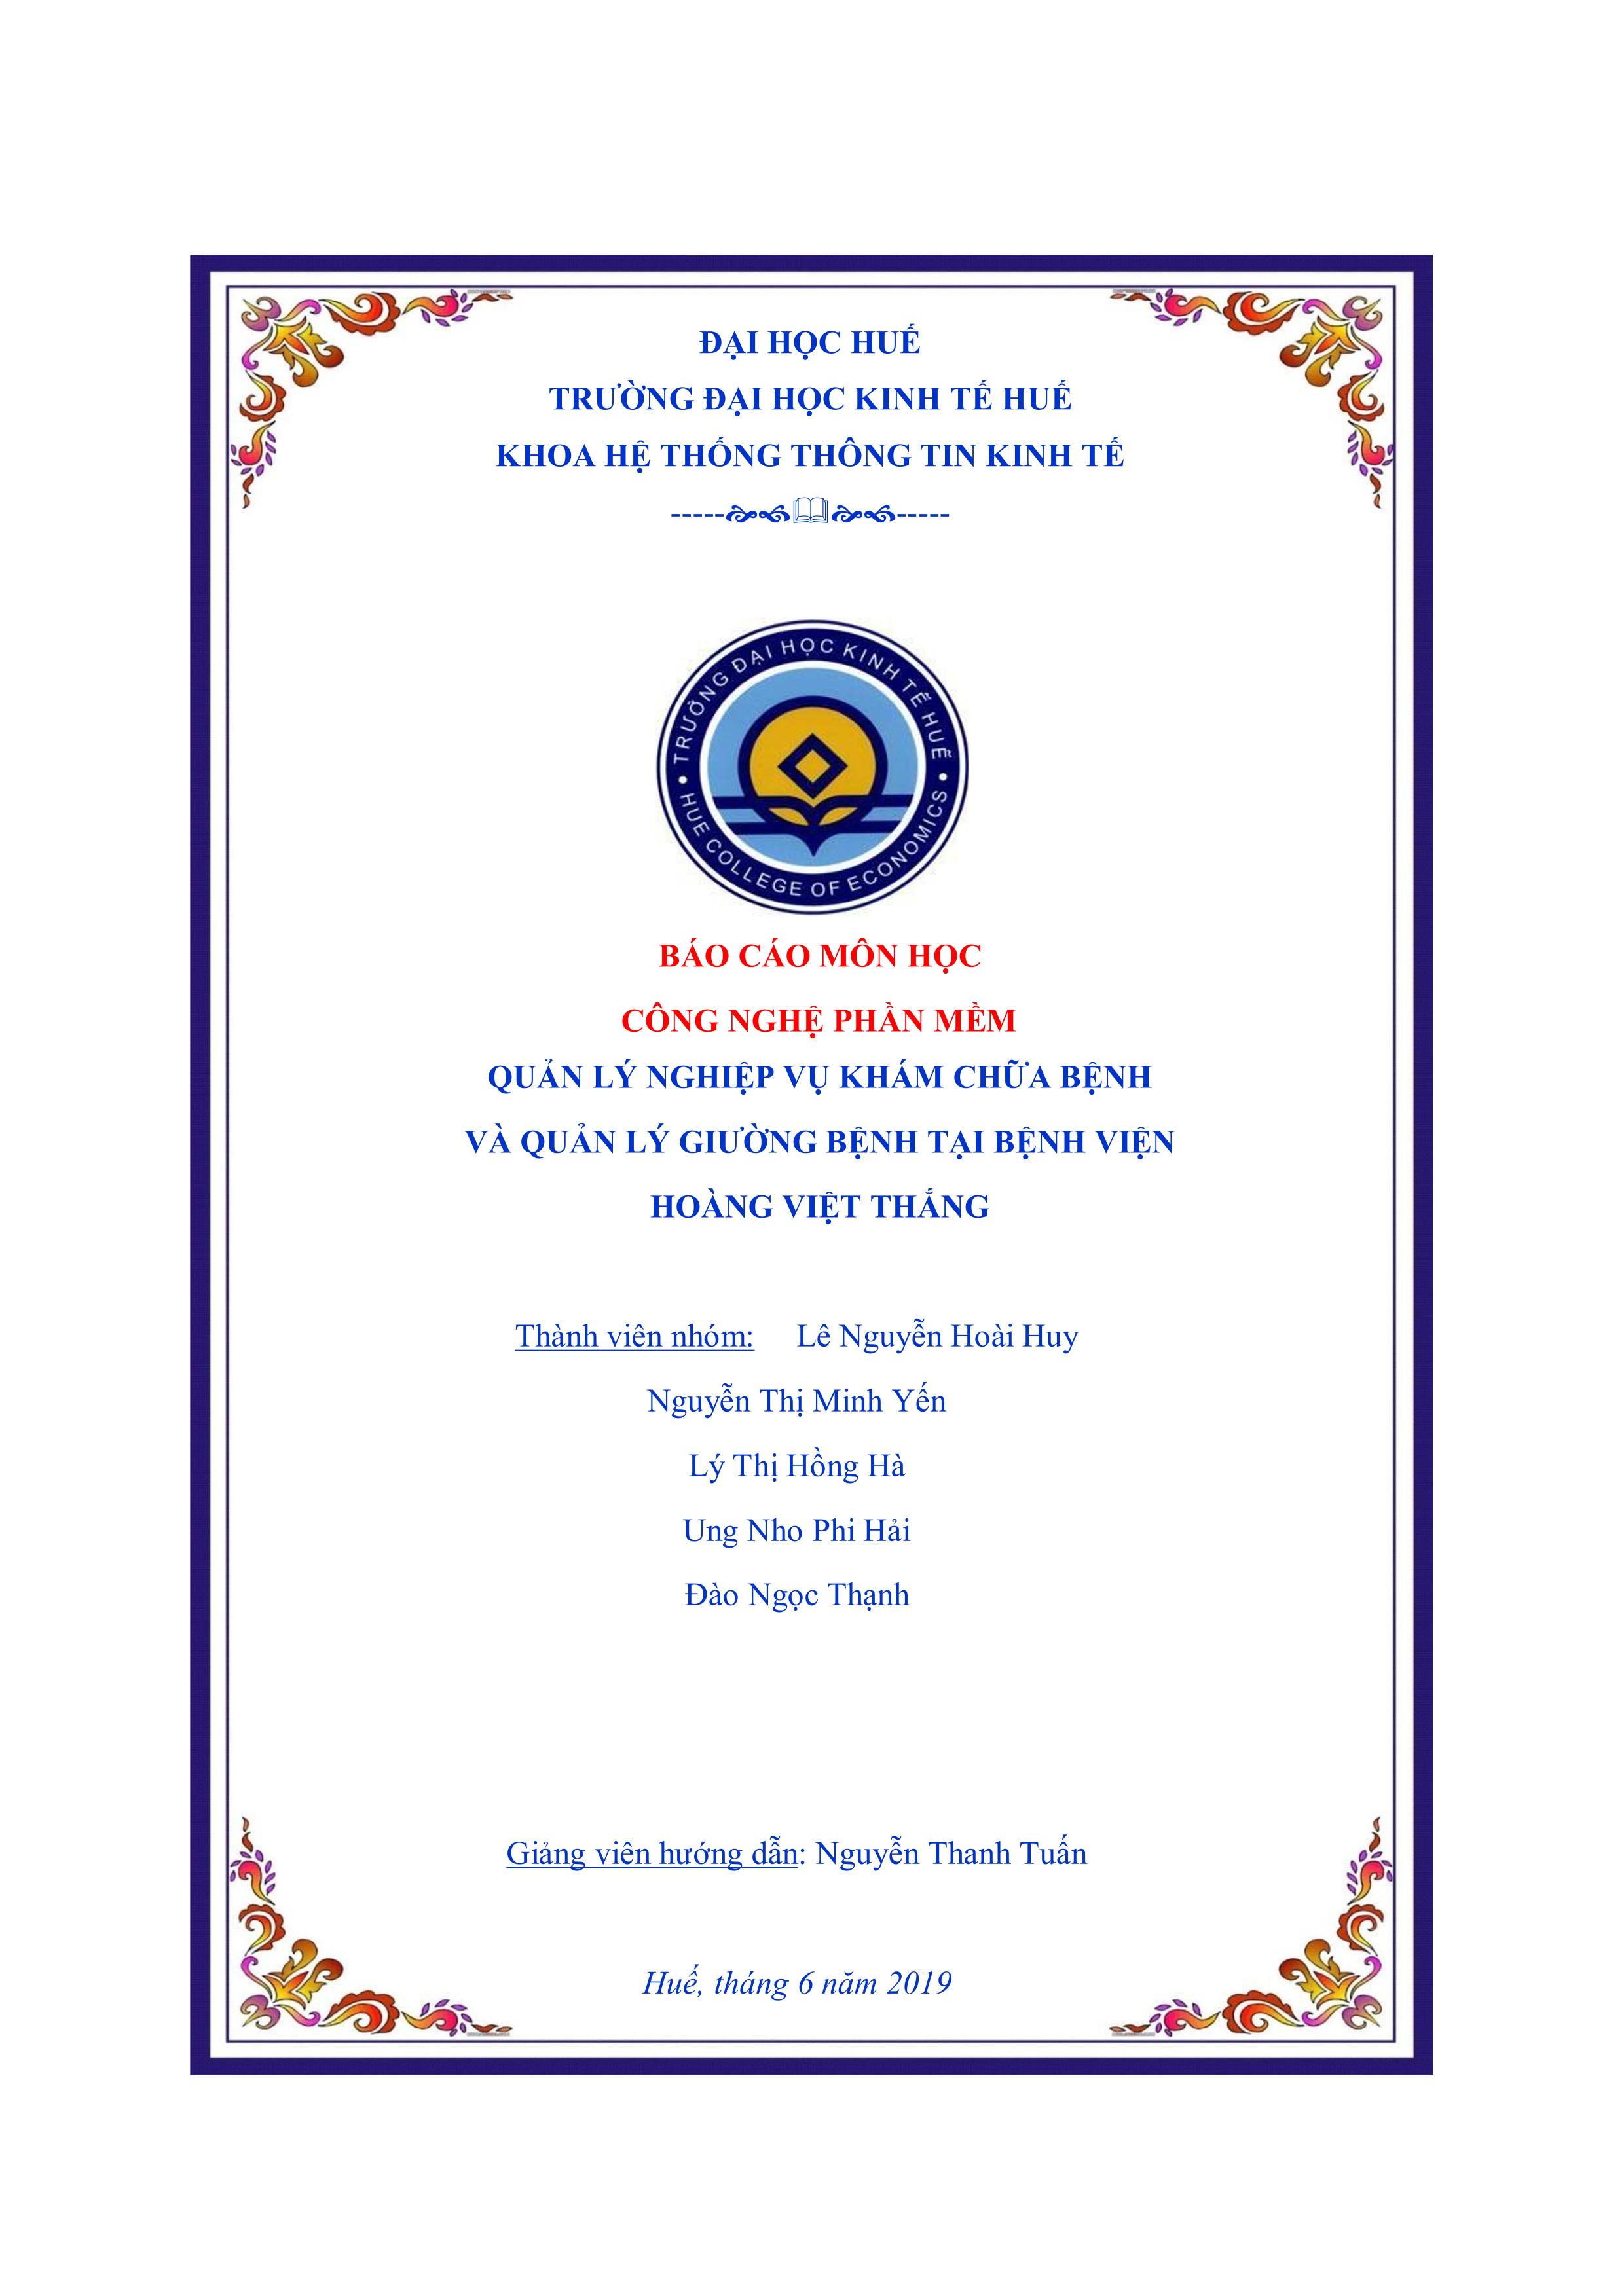 ĐẠI HỌC HUẾ
TRƯỜNG ĐẠI HỌC KINH TẾ HUẾ
KHOA HỆ THỐNG THÔNG TIN KINH TẾ
TRƯỜNG ĐẠI HỌC KINH TẾ HUẾ
HUE COLLEGE OF ECONOMICS
BÁO CÁO MÔN HỌC
CÔNG NGHỆ PHẦN MỀM
QUẢN LÝ NGHIỆP VỤ KHÁM CHỮA BỆNH
VÀ QUẢN LÝ GIƯỜNG BỆNH TẠI BỆNH VIỆN
HOÀNG VIỆT THẮNG
Thành viên nhóm: Lê Nguyễn Hoài Huy
Nguyễn Thị Minh Yến
Lý Thị Hồng Hà
Ung Nho Phi Hải
Đào Ngọc Thạnh
Giảng viên hướng dẫn: Nguyễn Thanh Tuấn
Huế, tháng 6 năm 2019